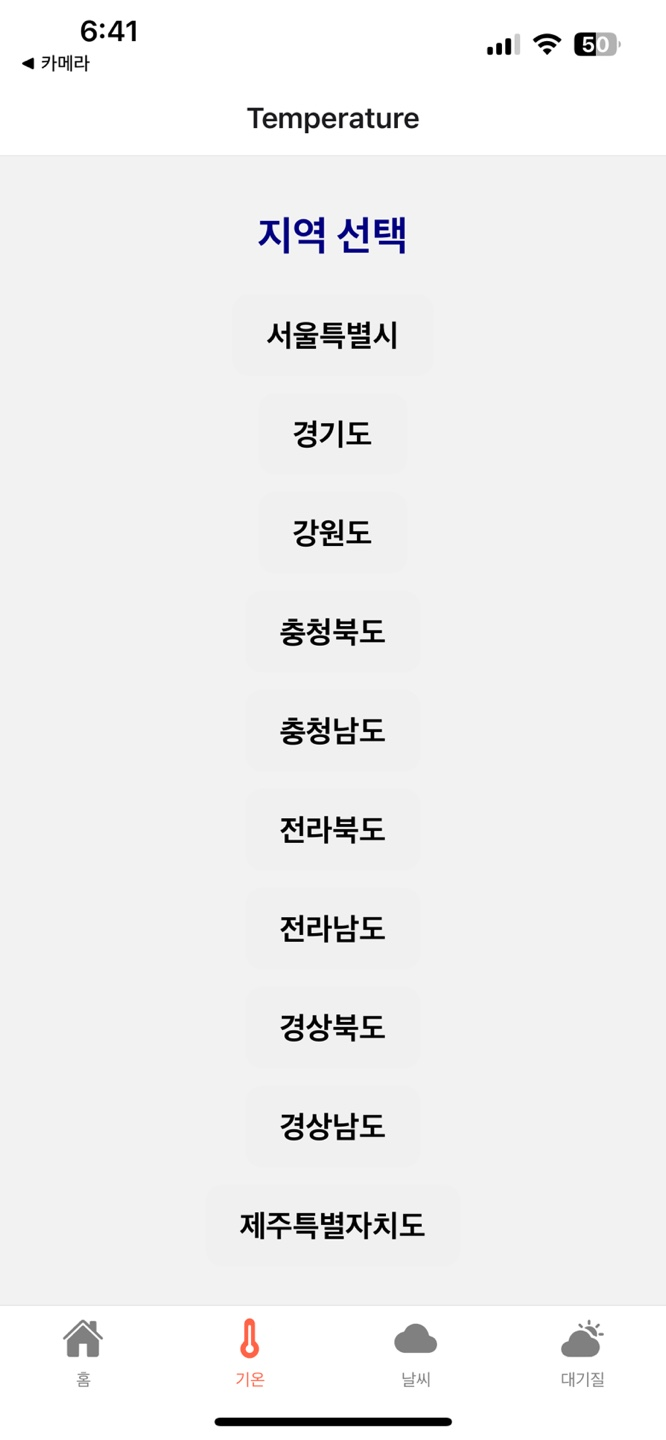 6:41
50
◀ 카메라
Temperature
지역 선택
서울특별시
경기도
강원도
충청북도
충청남도
전라북도
전라남도
경상북도
경상남도
제주특별자치도
홈 기온 날씨 대기질